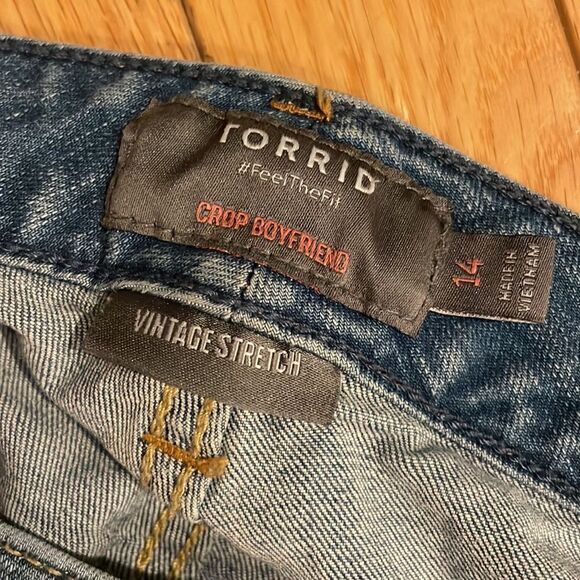 TORRID
#FeelTheFit
CROP BOYFRIEND
14
MADE IN
VIETNAM
VINTAGE STRETCH